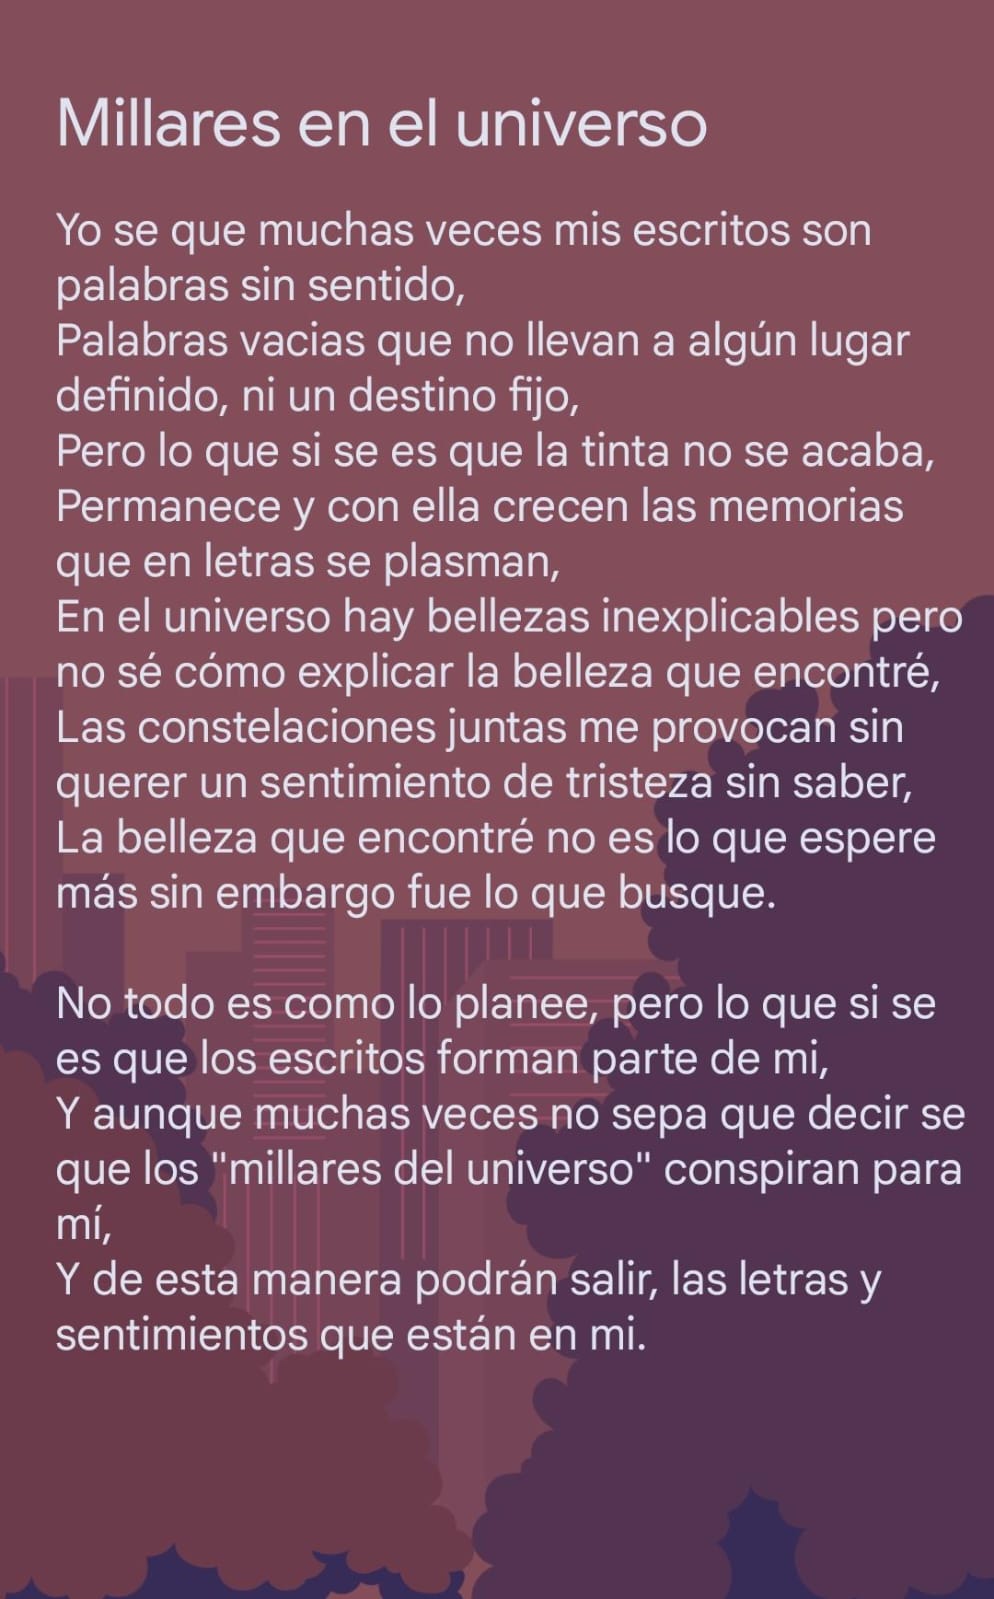 Millares en el universo
Yo se que muchas veces mis escritos son
palabras sin sentido,
Palabras vacias que no llevan a algún lugar
definido, ni un destino fijo,
Pero lo que si se es que la tinta no se acaba,
Permanece y con ella crecen las memorias
que en letras se plasman,
En el universo hay bellezas inexplicables pero
no sé cómo explicar la belleza que encontré,
Las constelaciones juntas me provocan sin
querer un sentimiento de tristeza sin saber,
La belleza que encontré no es lo que espere
más sin embargo fue lo que busque.
No todo es como lo planee, pero lo que si se
es que los escritos forman parte de mi,
Y aunque muchas veces no sepa que decir se
que los "millares del universo" conspiran para
mí,
Y de esta manera podrán salir, las letras y
sentimientos que están en mi.